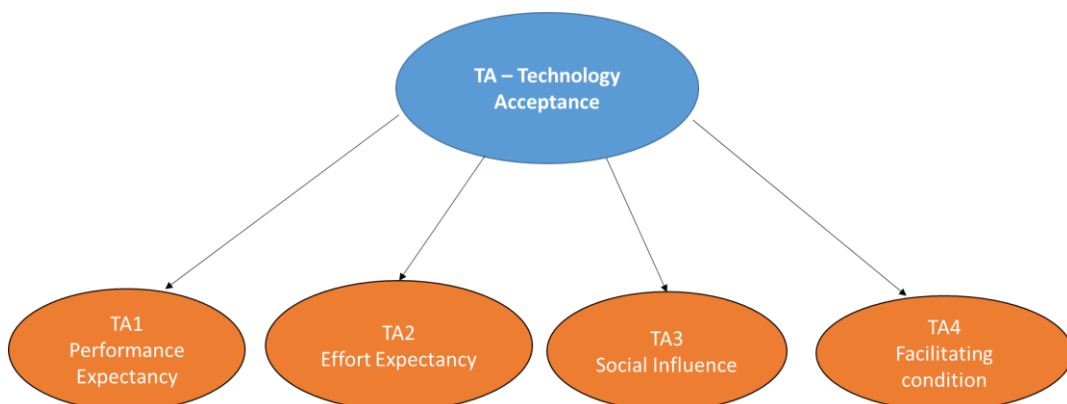 TA – Technology
Acceptance
TA1
Performance
Expectancy
TA2
Effort Expectancy
TA3
Social Influence
TA4
Facilitating
condition